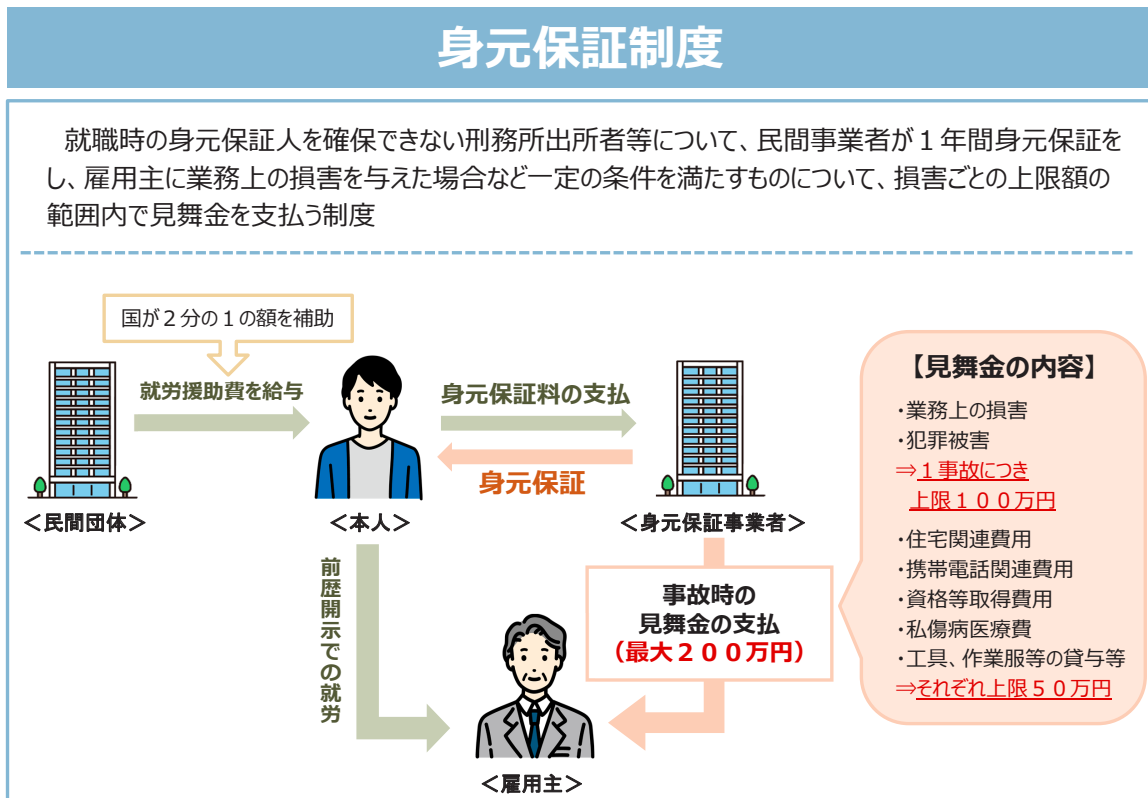 身元保証制度
就職時の身元保証人を確保できない刑務所出所者等について、民間事業者が１年間身元保証を
し、雇用主に業務上の損害を与えた場合など一定の条件を満たすものについて、損害ごとの上限額の
範囲内で見舞金を支払う制度
国が２分の１の額を補助
就労援助費を給与
身元保証料の支払
身元保証
＜民間団体＞
＜本人＞
＜身元保証事業者＞
前歴開示での就労
事故時の
見舞金の支払
（最大２００万円）
＜雇用主＞
【見舞金の内容】
・業務上の損害
・犯罪被害
⇒１事故につき
上限１００万円
・住宅関連費用
・携帯電話関連費用
・資格等取得費用
・私傷病医療費
・工具、作業服等の貸与等
⇒それぞれ上限５０万円